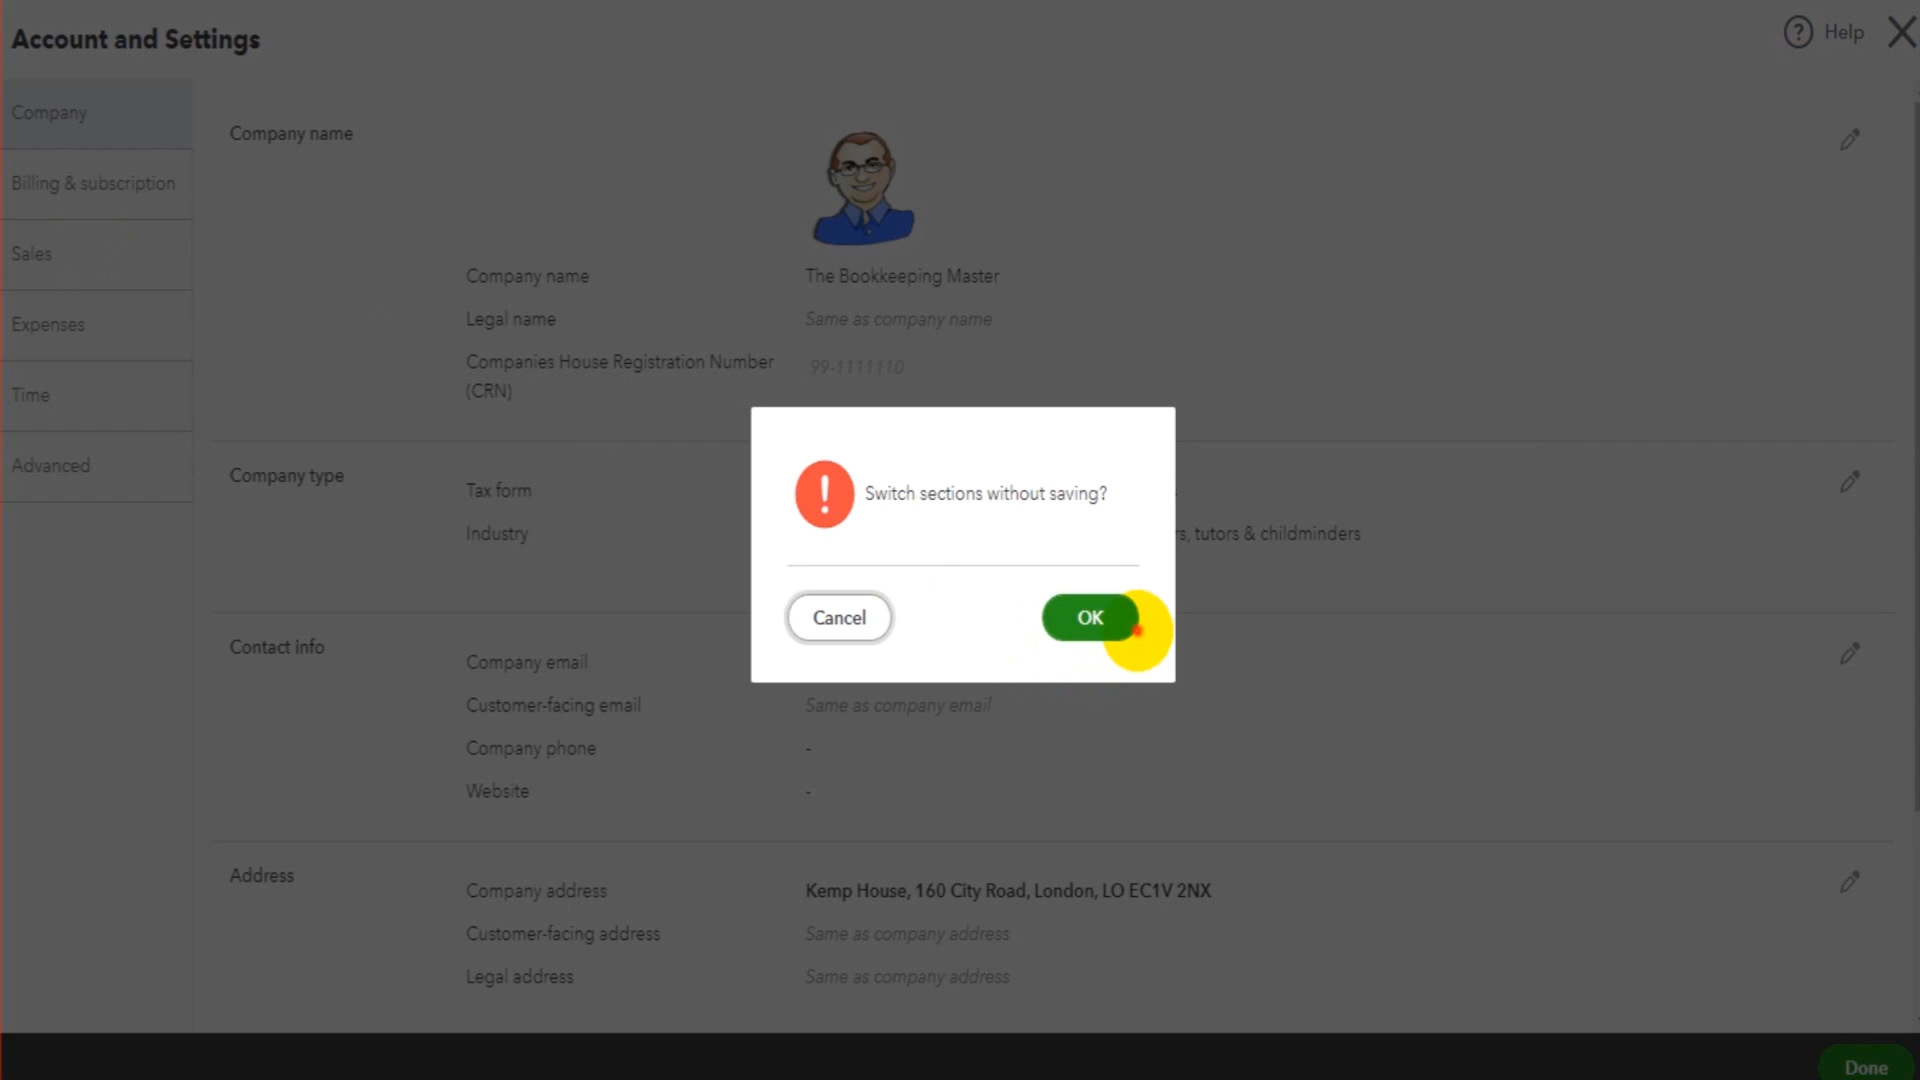 Account and Settings
? Help
Company
Billing & subscription
Sales
Expenses
Time
Advanced
Company name
Company name The Bookkeeping Master
Legal name Same as company name
Companies House Registration Number 99-1111110
(CRN)
Company type
Tax form
Industry tutors & childminders
! Switch sections without saving?
Cancel OK
Contact info
Company email
Customer-facing email Same as company email
Company phone -
Website -
Address
Company address Kemp House, 160 City Road, London, LO EC1V 2NX
Customer-facing address Same as company address
Legal address Same as company address
Done